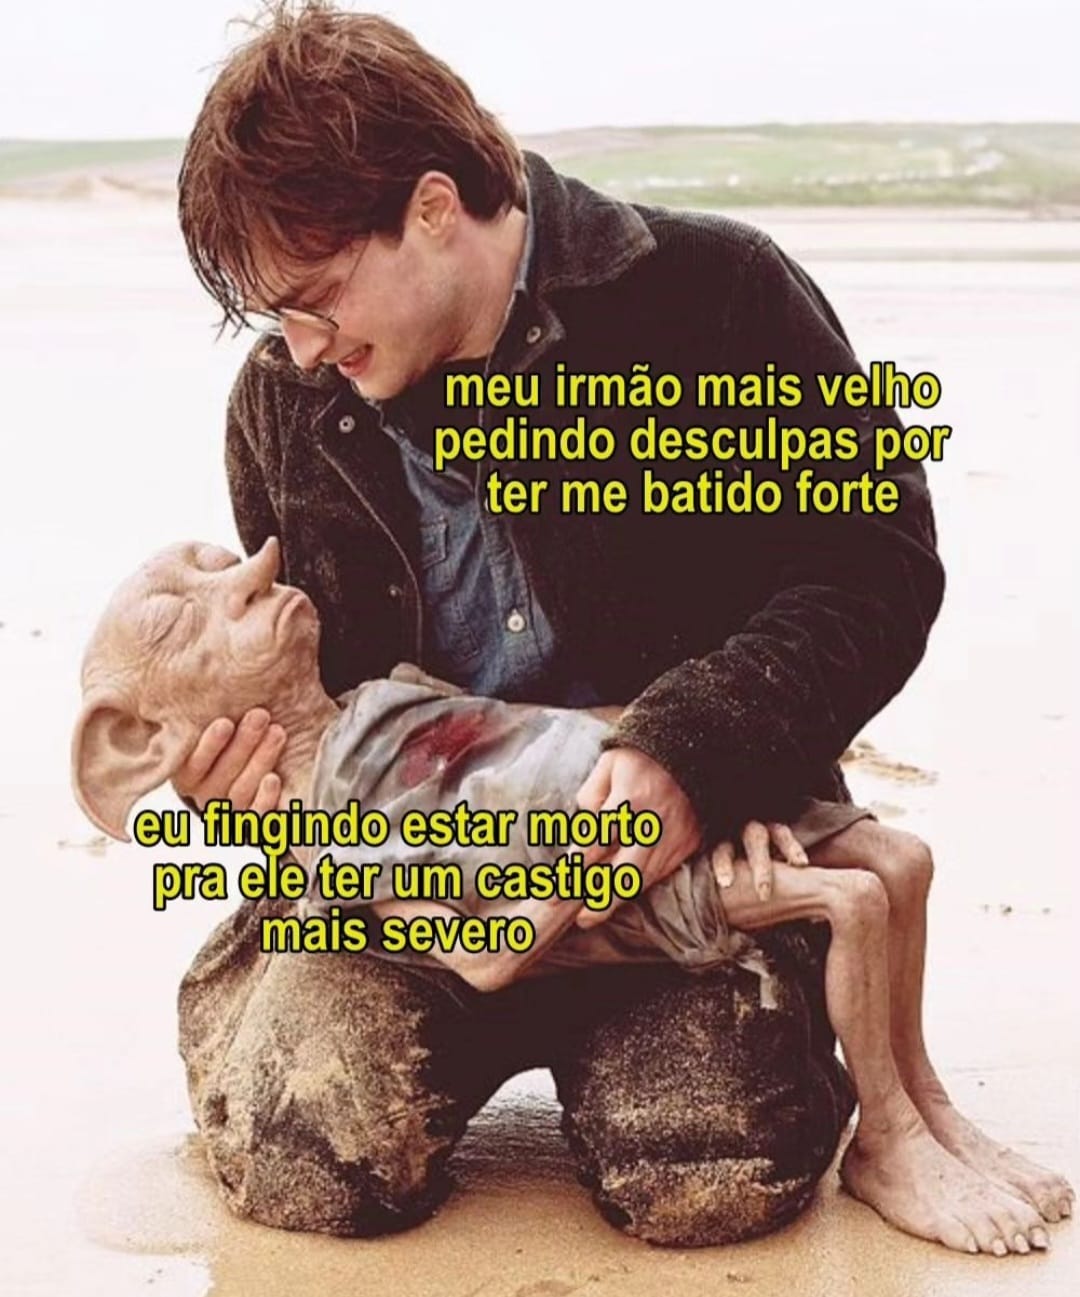 meu irmão mais velho
pedindo desculpas por
ter me batido forte
eu fingindo estar morto
pra ele ter um castigo
mais severo